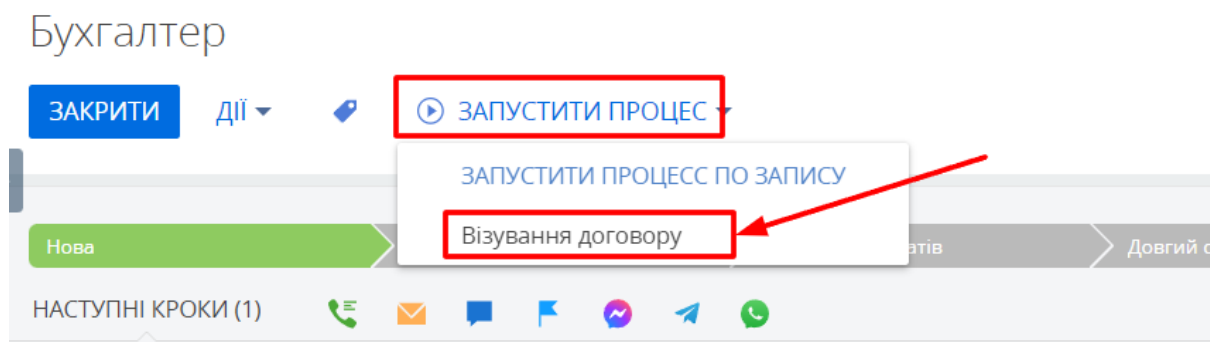 Бухгалтер
ЗАКРИТИ ДІЇ ЗАПУСТИТИ ПРОЦЕС
ЗАПУСТИТИ ПРОЦЕСС ПО ЗАПИСУ
Візування договору
Нова
Довгий
НАСТУПНІ КРОКИ (1)